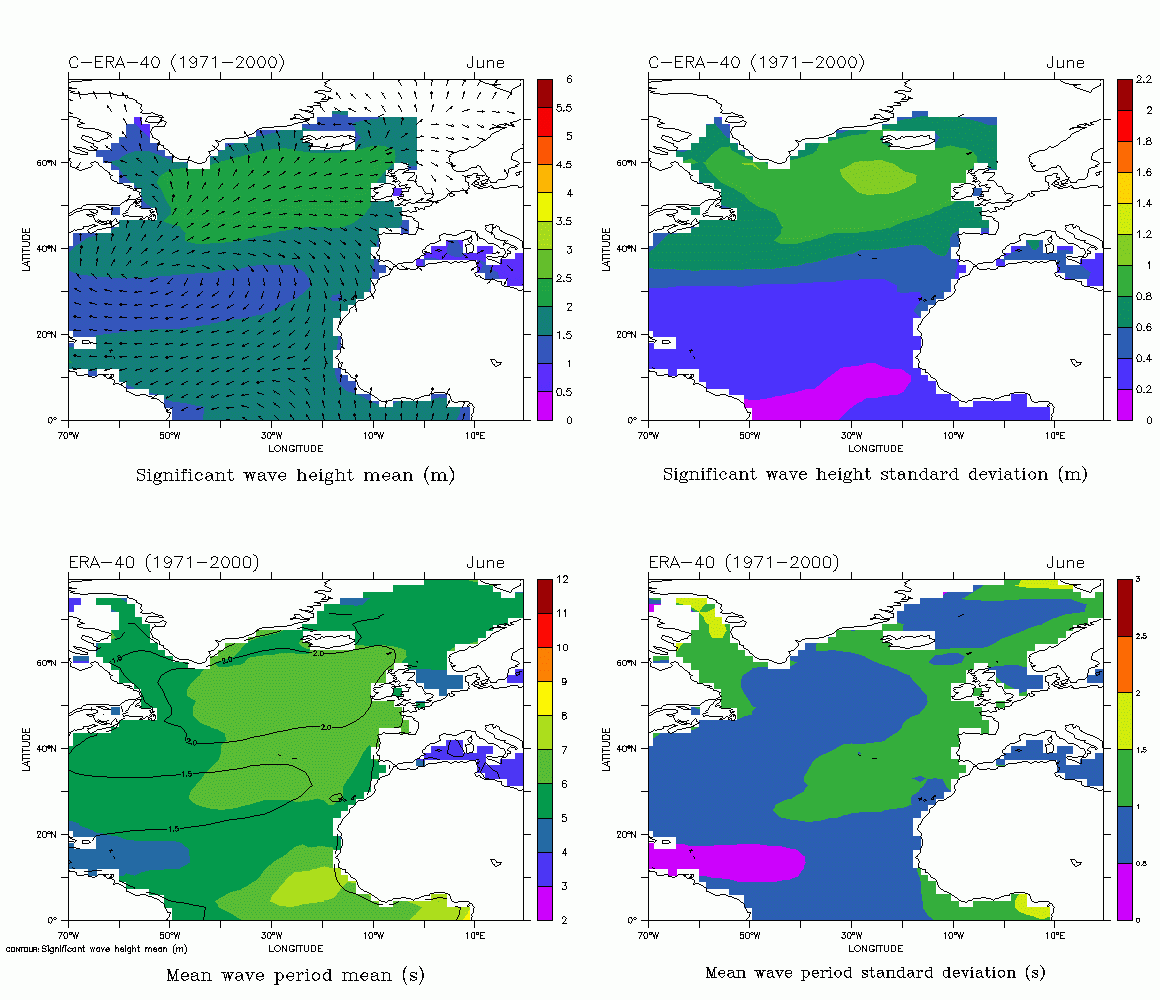 C-ERA-40 (1971-2000) June
6
5.5
5
4.5
4
3.5
3
2.5
2
1.5
1
0.5
0
60°N
40°N
20°N
0°
LATITUDE
70°W 50°W 30°W 10°W 10°E
LONGITUDE
Significant wave height mean (m)
C-ERA-40 (1971-2000) June
2.2
2
1.8
1.6
1.4
1.2
1
0.8
0.6
0.4
0.2
0
60°N
40°N
20°N
0°
LATITUDE
70°W 50°W 30°W 10°W 10°E
LONGITUDE
Significant wave height standard deviation (m)
ERA-40 (1971-2000) June
12
11
10
9
8
7
6
5
4
3
2
60°N
40°N
20°N
0°
LATITUDE
2.0
2.0
2.0
2.0
2.0
1.5
1.5
70°W 50°W 30°W 10°W 10°E
LONGITUDE
CONTOUR: Significant wave height mean (m)
Mean wave period mean (s)
ERA-40 (1971-2000) June
3
2.5
2
1.5
1
0.5
0
60°N
40°N
20°N
0°
LATITUDE
70°W 50°W 30°W 10°W 10°E
LONGITUDE
Mean wave period standard deviation (s)